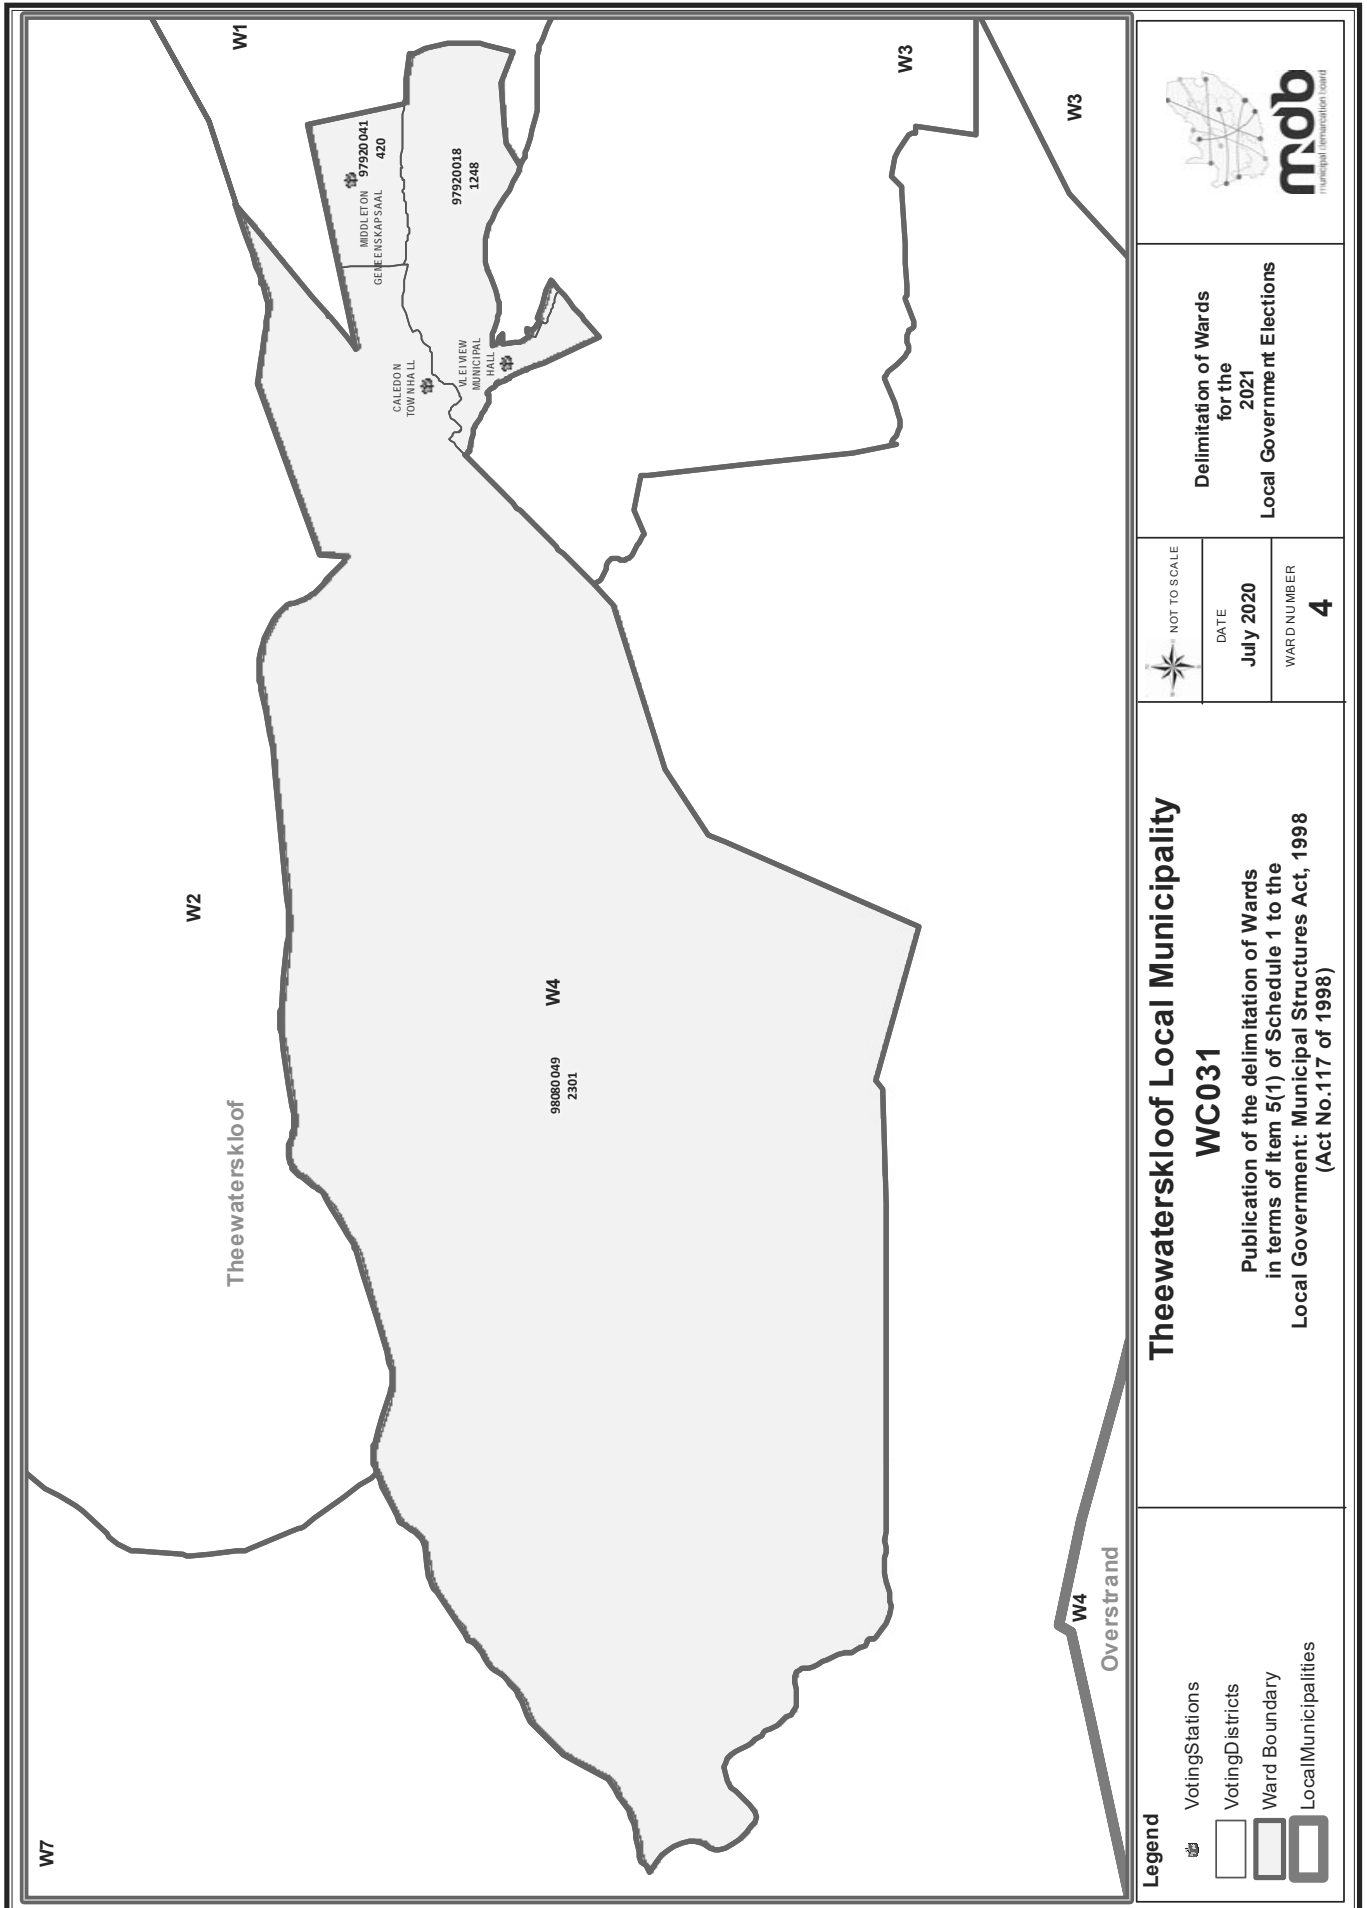 W7
W2
W1
Theewaterskloof
MIDDLETON
GEMEENSKAPSAAL
97920041
420
CALEDON
TOWNHALL
97920018
1248
VLEIVIEW
MUNICIPAL
HALL
W4
98080049
2301
W3
W3
W4
Overstrand
Legend
VotingStations
VotingDistricts
Ward Boundary
LocalMunicipalities
Theewaterskloof Local Municipality
WC031
Publication of the delimitation of Wards
in terms of Item 5(1) of Schedule 1 to the
Local Government: Municipal Structures Act, 1998
(Act No.117 of 1998)
NOT TO SCALE
DATE
July 2020
WARD NUMBER
4
Delimitation of Wards
for the
2021
Local Government Elections
mdb
municipal demarcation board